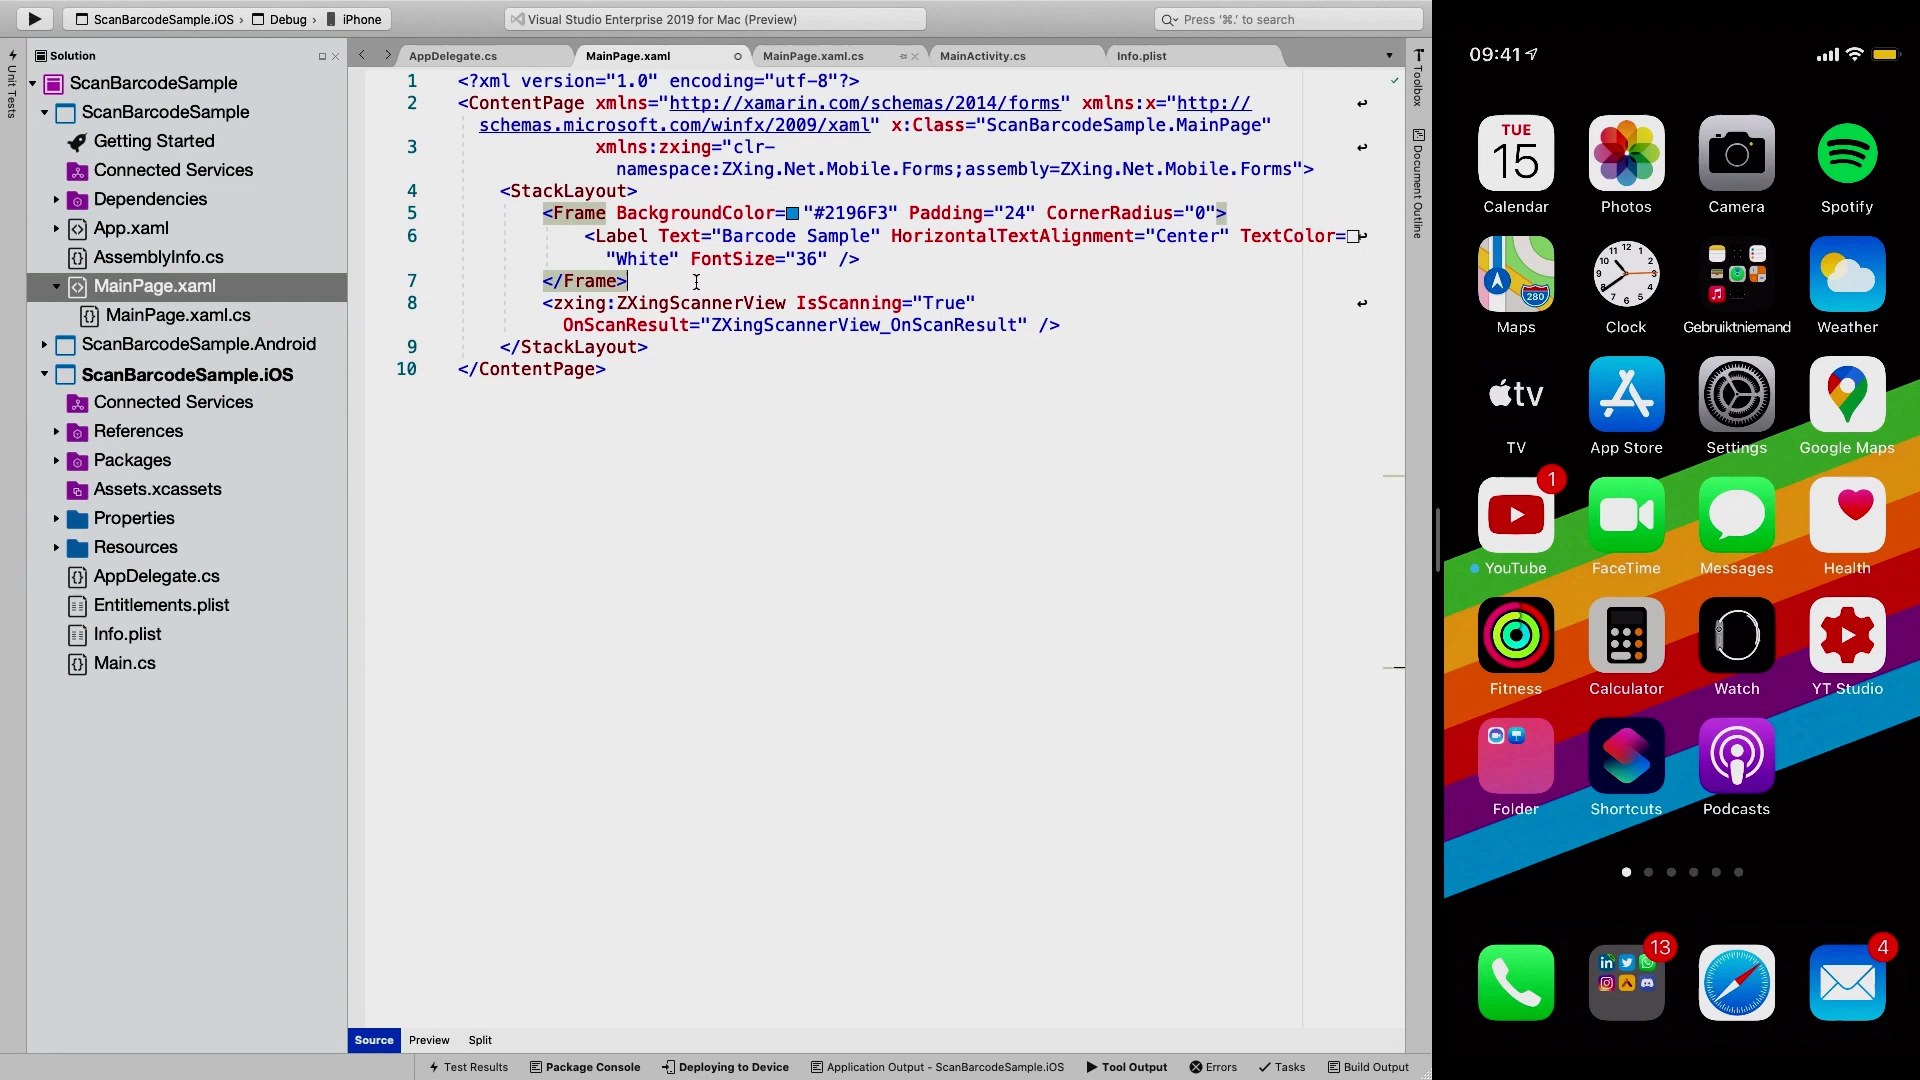 ScanBarcodeSample.iOS › Debug › iPhone
Visual Studio Enterprise 2019 for Mac (Preview)
Press ‘⌘.’ to search
Unit Tests
Solution
ScanBarcodeSample
ScanBarcodeSample
Getting Started
Connected Services
Dependencies
App.xaml
AssemblyInfo.cs
MainPage.xaml
MainPage.xaml.cs
ScanBarcodeSample.Android
ScanBarcodeSample.iOS
Connected Services
References
Packages
Assets.xcassets
Properties
Resources
AppDelegate.cs
Entitlements.plist
Info.plist
Main.cs
AppDelegate.cs
MainPage.xaml
MainPage.xaml.cs
MainActivity.cs
Info.plist
1 <?xml version="1.0" encoding="utf-8"?>
2 <ContentPage xmlns="http://xamarin.com/schemas/2014/forms" xmlns:x="http://
schemas.microsoft.com/winfx/2009/xaml" x:Class="ScanBarcodeSample.MainPage"
3 xmlns:zxing="clr-
namespace:ZXing.Net.Mobile.Forms;assembly=ZXing.Net.Mobile.Forms">
4 <StackLayout>
5 <Frame BackgroundColor="#2196F3" Padding="24" CornerRadius="0">
6 <Label Text="Barcode Sample" HorizontalTextAlignment="Center" TextColor=
"White" FontSize="36" />
7 </Frame>
8 <zxing:ZXingScannerView IsScanning="True"
OnScanResult="ZXingScannerView_OnScanResult" />
9 </StackLayout>
10 </ContentPage>
Source
Preview
Split
Test Results
Package Console
Deploying to Device
Application Output - ScanBarcodeSample.iOS
Tool Output
Errors
Tasks
Build Output
Toolbox
Document Outline
09:41
TUE
15
280
tv
1
Calendar
Photos
Camera
Spotify
Maps
Clock
Gebruiktniemand
Weather
TV
App Store
Settings
Google Maps
YouTube
FaceTime
Messages
Health
Fitness
Calculator
Watch
YT Studio
Folder
Shortcuts
Podcasts
13
4